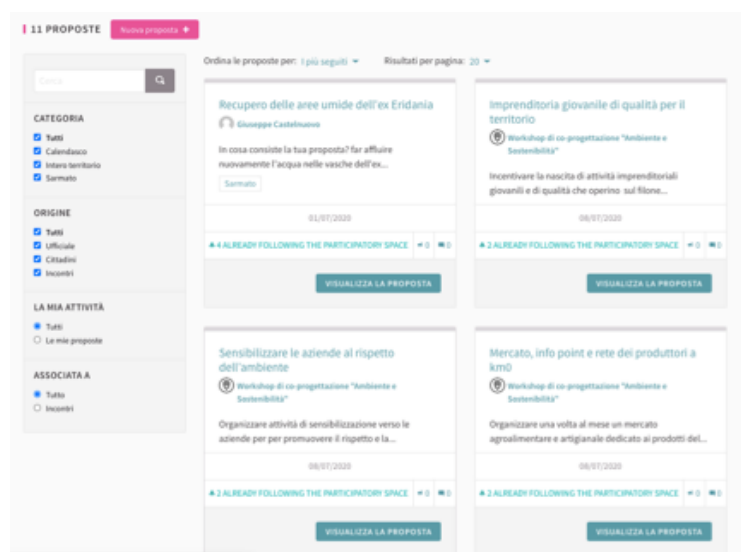 11 PROPOSTE
Nuova proposta +
Cerca
CATEGORIA
Tutti
Calendasco
Intero territorio
Sarmato
ORIGINE
Tutti
Ufficiale
Cittadini
Incontri
LA MIA ATTIVITÀ
Tutti
Le mie proposte
ASSOCIATA A
Tutto
Incontri
Ordina le proposte per: I più seguiti
Risultati per pagina: 20
Recupero delle aree umide dell'ex Eridania
Giuseppe Castelnuovo
In cosa consiste la tua proposta? far affluire
nuovamente l'acqua nelle vasche dell'ex...
Sarmato
01/07/2020
4 ALREADY FOLLOWING THE PARTICIPATORY SPACE
0
0
VISUALIZZA LA PROPOSTA
Imprenditoria giovanile di qualità per il
territorio
Workshop di co-progettazione "Ambiente e
Sostenibilità"
Incentivare la nascita di attività imprenditoriali
giovanili e di qualità che operino sul filone...
08/07/2020
2 ALREADY FOLLOWING THE PARTICIPATORY SPACE
0
0
VISUALIZZA LA PROPOSTA
Sensibilizzare le aziende al rispetto
dell'ambiente
Workshop di co-progettazione "Ambiente e
Sostenibilità"
Organizzare attività di sensibilizzazione verso le
aziende per per promuovere il rispetto e la...
08/07/2020
2 ALREADY FOLLOWING THE PARTICIPATORY SPACE
0
0
VISUALIZZA LA PROPOSTA
Mercato, info point e rete dei produttori a
km0
Workshop di co-progettazione "Ambiente e
Sostenibilità"
Organizzare una volta al mese un mercato
agroalimentare e artigianale dedicato ai prodotti del...
08/07/2020
2 ALREADY FOLLOWING THE PARTICIPATORY SPACE
0
0
VISUALIZZA LA PROPOSTA